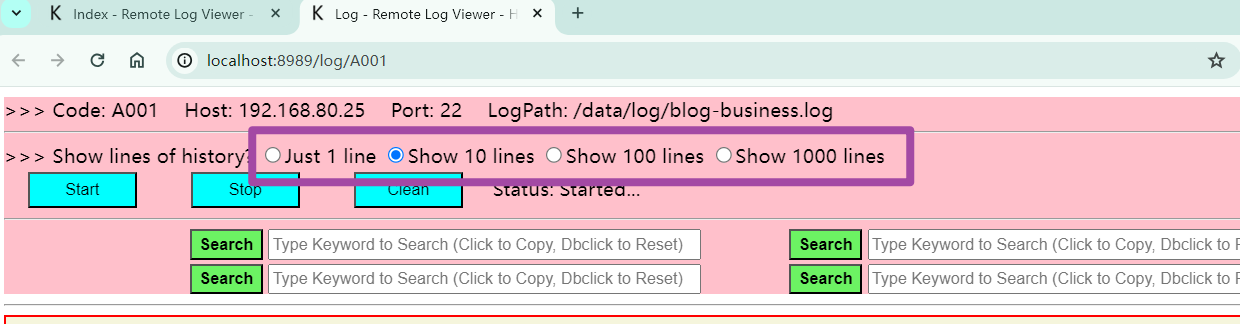 Index - Remote Log Viewer -
Log - Remote Log Viewer - H
localhost:8989/log/A001
>>> Code: A001 Host: 192.168.80.25 Port: 22 LogPath: /data/log/blog-business.log
>>> Show lines of history? Just 1 line Show 10 lines Show 100 lines Show 1000 lines
Start Stop Clean Status: Started...
Search Type Keyword to Search (Click to Copy, Dbclick to Reset) Search Type Keyword to Search (Click to Copy, Dbclick to Reset)
Search Type Keyword to Search (Click to Copy, Dbclick to Reset) Search Type Keyword to Search (Click to Copy, Dbclick to Reset)